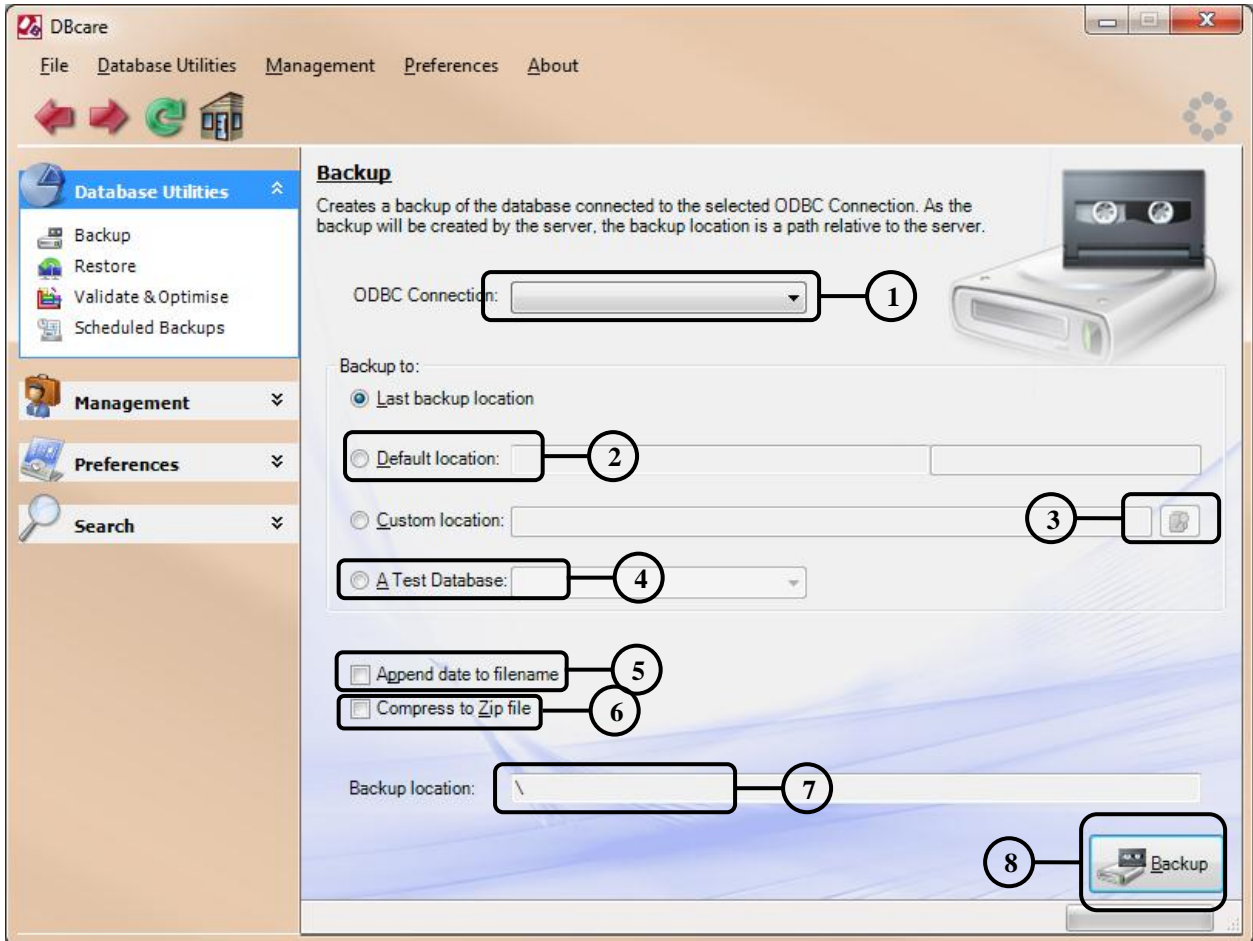 DBcare
File Database Utilities Management Preferences About
Database Utilities
Backup
Restore
Validate & Optimise
Scheduled Backups
Management
Preferences
Search
Backup
Creates a backup of the database connected to the selected ODBC Connection. As the
backup will be created by the server, the backup location is a path relative to the server.
ODBC Connection: 1
Backup to:
Last backup location
Default location: 2
Custom location: 3
A Test Database: 4
Append date to filename 5
Compress to Zip file 6
Backup location: \ 7
8 Backup